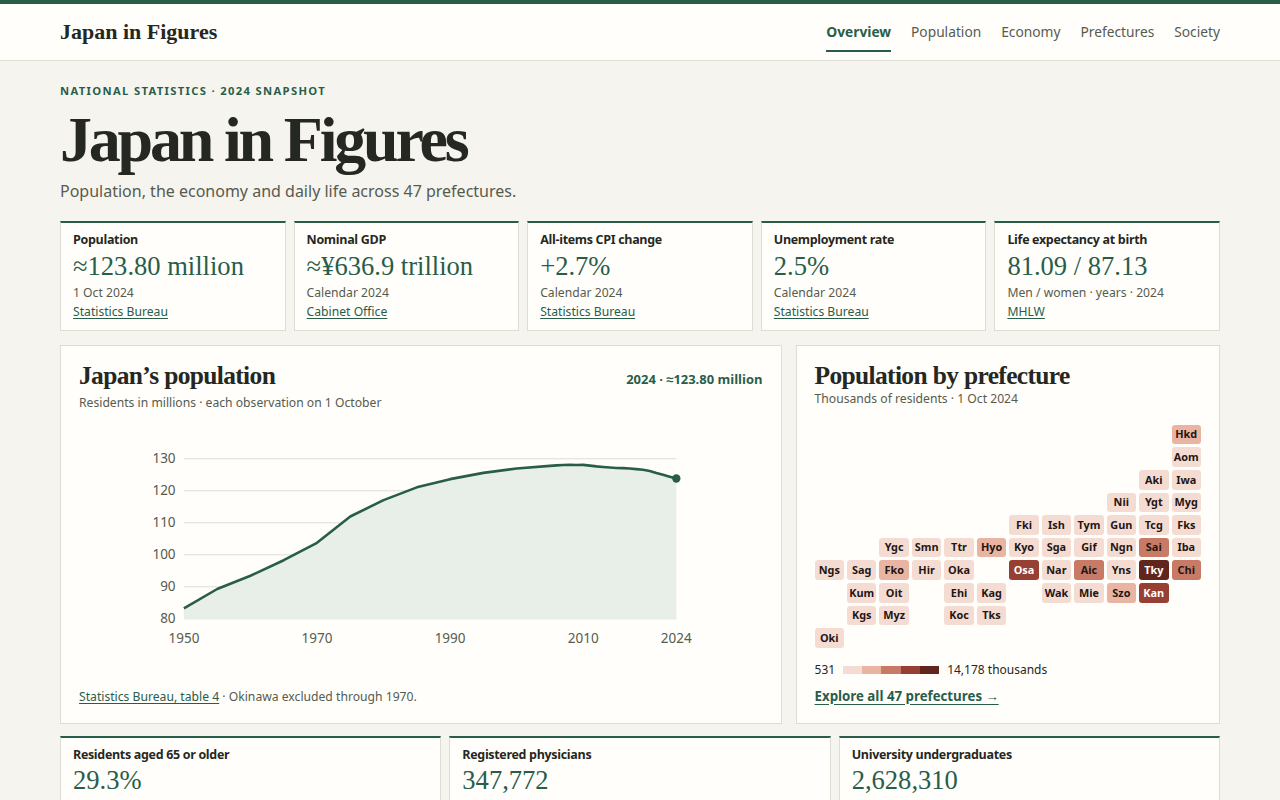 Japan in Figures
Overview Population Economy Prefectures Society
NATIONAL STATISTICS · 2024 SNAPSHOT
Japan in Figures
Population, the economy and daily life across 47 prefectures.
Population
≈123.80 million
1 Oct 2024
Statistics Bureau
Nominal GDP
≈¥636.9 trillion
Calendar 2024
Cabinet Office
All-items CPI change
+2.7%
Calendar 2024
Statistics Bureau
Unemployment rate
2.5%
Calendar 2024
Statistics Bureau
Life expectancy at birth
81.09 / 87.13
Men / women · years · 2024
MHLW
Japan’s population
2024 · ≈123.80 million
Residents in millions · each observation on 1 October
130
120
110
100
90
80
1950 1970 1990 2010 2024
Statistics Bureau, table 4 · Okinawa excluded through 1970.
Population by prefecture
Thousands of residents · 1 Oct 2024
Hkd
Aom
Aki Iwa
Nii Ygt Myg
Fki Ish Tym Gun Tcg Fks
Ygc Smn Ttr Hyo Kyo Sga Gif Ngn Sai Iba
Ngs Sag Fko Hir Oka Osa Nar Aic Yns Tky Chi
Kum Oit Ehi Kag Wak Mie Szo Kan
Kgs Myz Koc Tks
Oki
531 14,178 thousands
Explore all 47 prefectures →
Residents aged 65 or older
29.3%
Registered physicians
347,772
University undergraduates
2,628,310